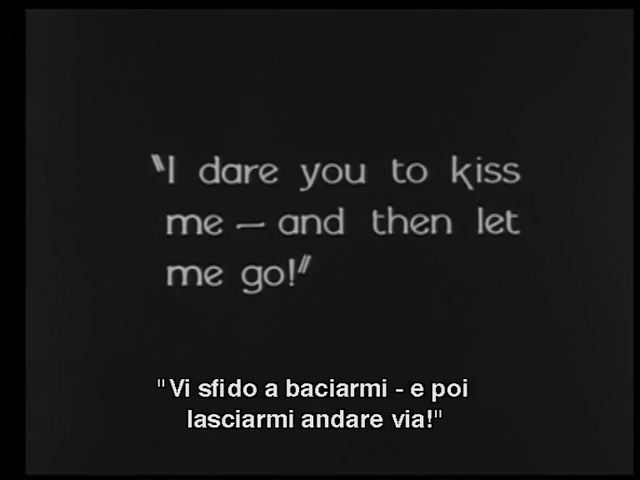 "I dare you to kiss
me — and then let
me go!"
"Vi sfido a baciarmi - e poi
lasciarmi andare via!"